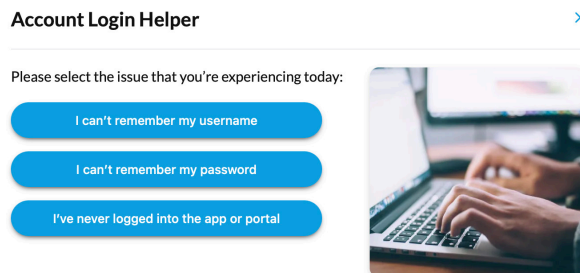 Account Login Helper
Please select the issue that you're experiencing today:
I can't remember my username
I can't remember my password
I've never logged into the app or portal